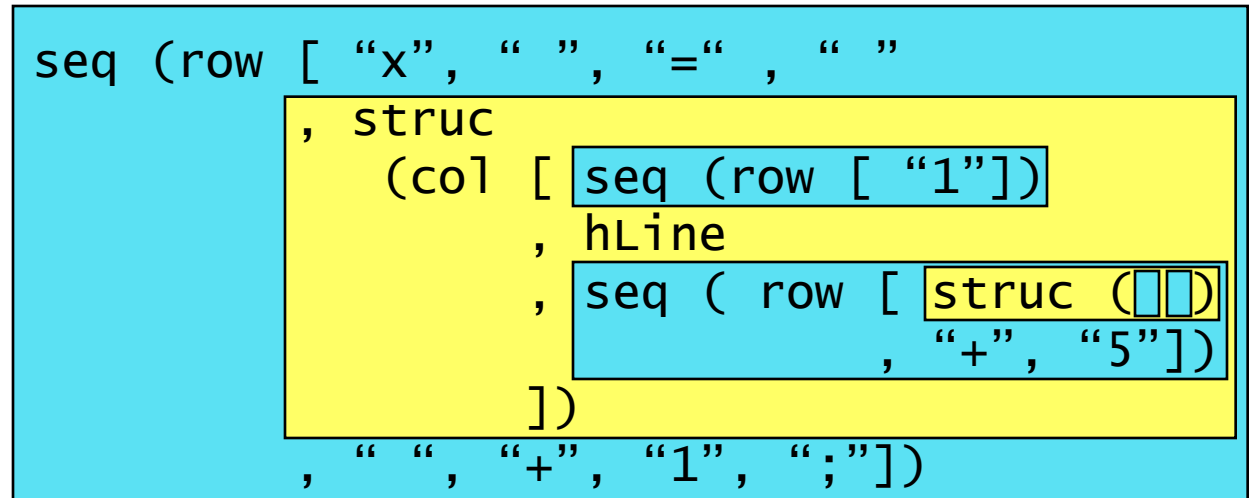 seq (row [ “x”, “ ”, “=“ , “ ”
, struc
(col [ seq (row [ “1”])
, hLine
, seq ( row [ struc ( )
, “+”, “5”])
])
, “ “, “+”, “1”, “;”])